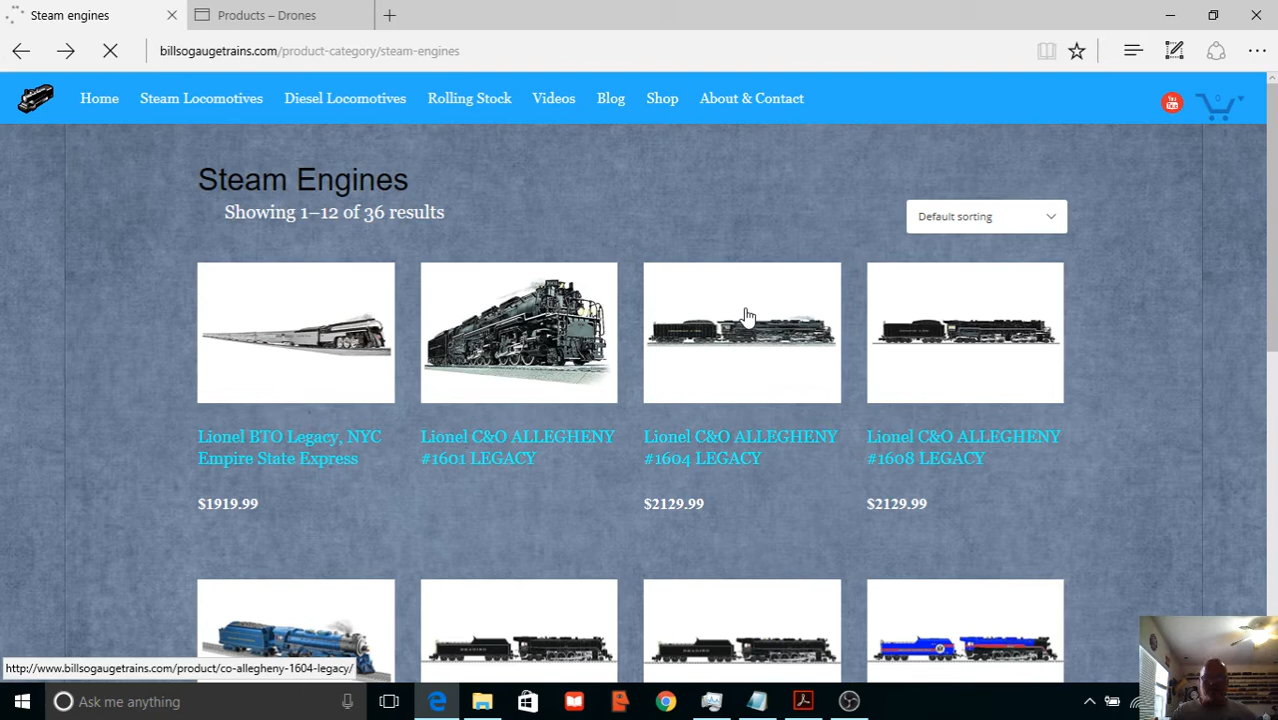 Steam engines
Products – Drones
billsogaugetrains.com/product-category/steam-engines
Home Steam Locomotives Diesel Locomotives Rolling Stock Videos Blog Shop About & Contact
You Tube
0
Steam Engines
Showing 1–12 of 36 results
Default sorting
Lionel BTO Legacy, NYC
Empire State Express
$1919.99
Lionel C&O ALLEGHENY
#1601 LEGACY
Lionel C&O ALLEGHENY
#1604 LEGACY
$2129.99
Lionel C&O ALLEGHENY
#1608 LEGACY
$2129.99
http://www.billsogaugetrains.com/product/co-allegheny-1604-legacy/
Ask me anything